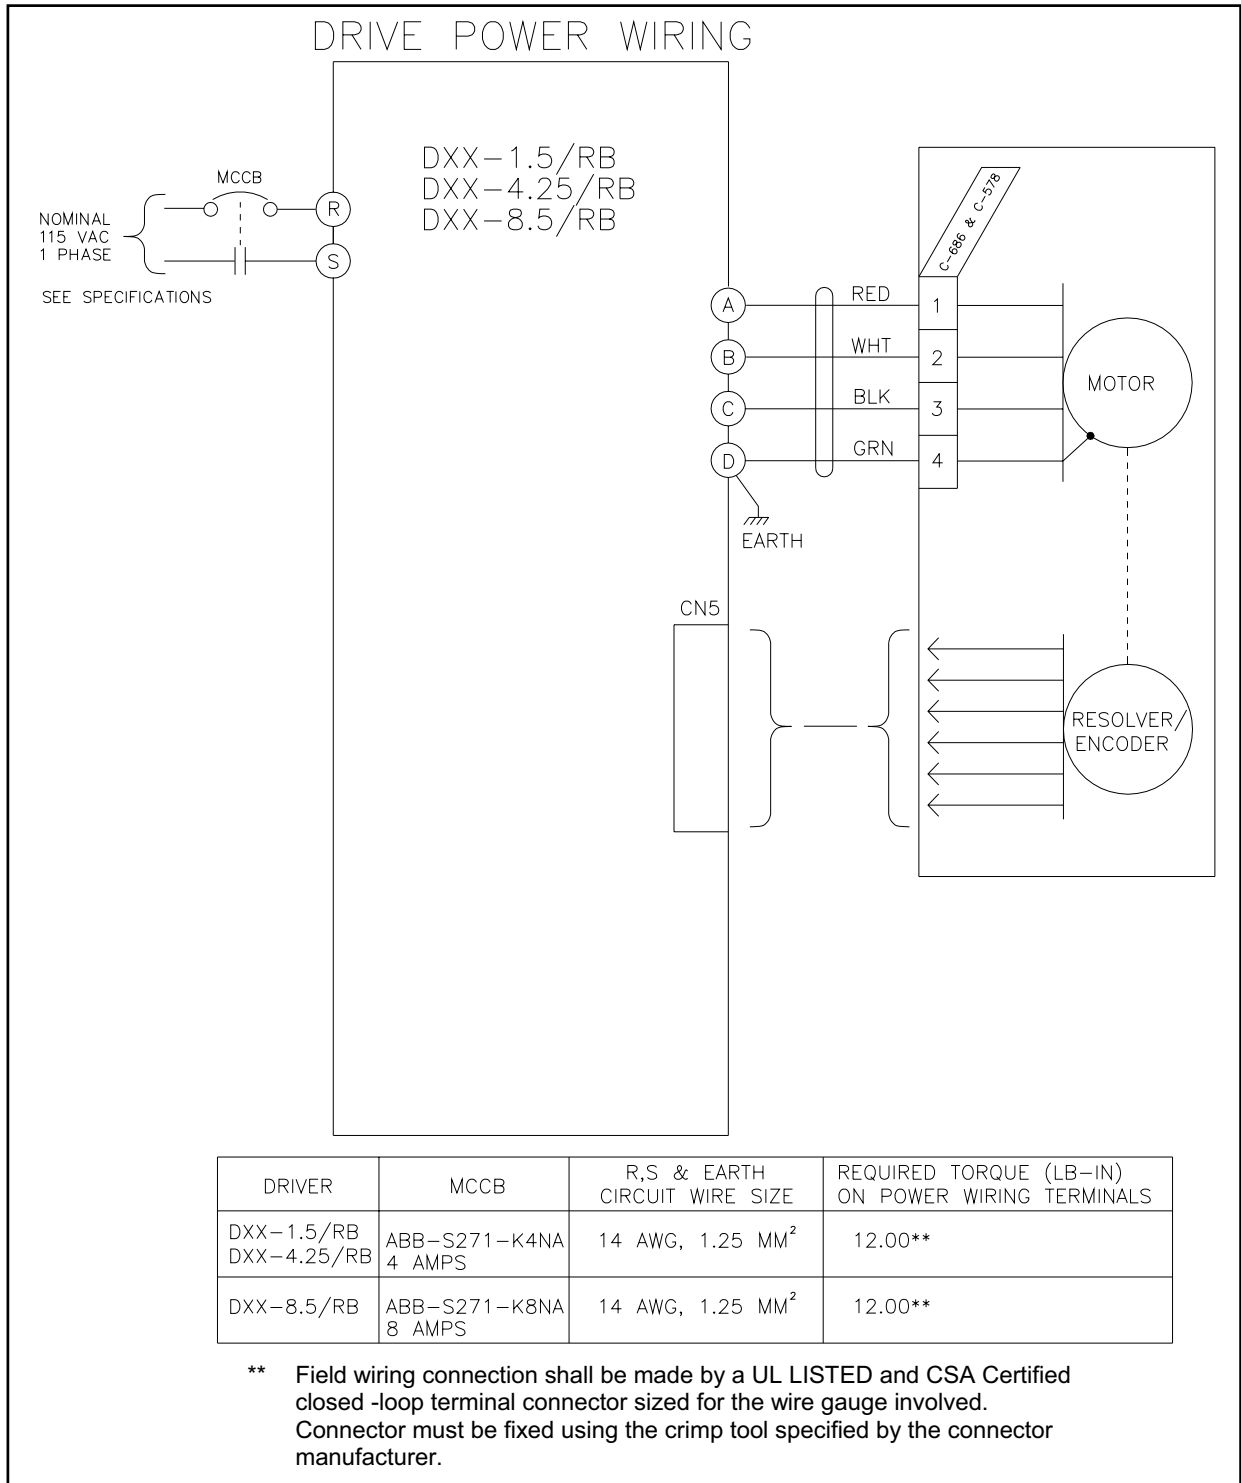 DRIVE POWER WIRING
DXX-1.5/RB
DXX-4.25/RB
DXX-8.5/RB
MCCB
NOMINAL
115 VAC
1 PHASE
R
S
SEE SPECIFICATIONS
C-686 & C-578
A
RED
1
B
WHT
2
C
BLK
3
D
GRN
4
MOTOR
EARTH
CN5
RESOLVER/
ENCODER
DRIVER
MCCB
R,S & EARTH
CIRCUIT WIRE SIZE
REQUIRED TORQUE (LB-IN)
ON POWER WIRING TERMINALS
DXX-1.5/RB
DXX-4.25/RB
ABB-S271-K4NA
4 AMPS
14 AWG, 1.25 MM²
12.00**
DXX-8.5/RB
ABB-S271-K8NA
8 AMPS
14 AWG, 1.25 MM²
12.00**
** Field wiring connection shall be made by a UL LISTED and CSA Certified
closed -loop terminal connector sized for the wire gauge involved.
Connector must be fixed using the crimp tool specified by the connector
manufacturer.